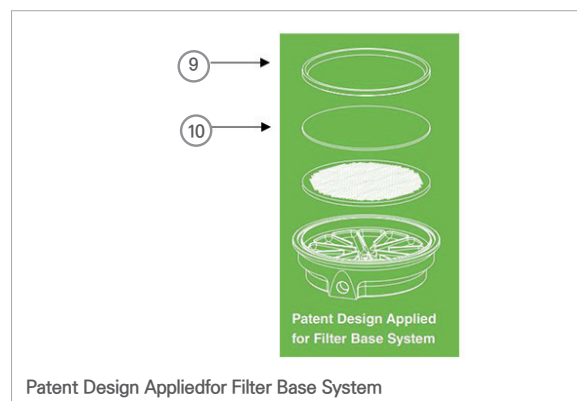 9
10
Patent Design Applied
for Filter Base System
Patent Design Appliedfor Filter Base System